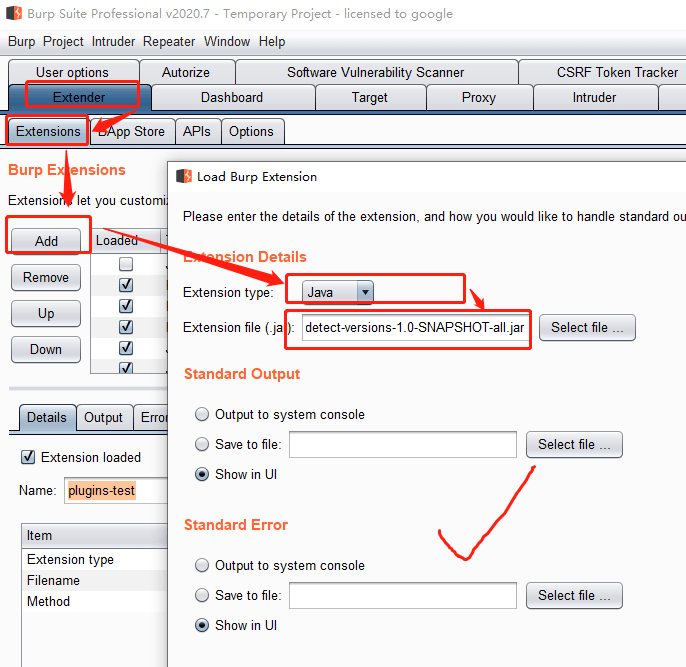 Burp Suite Professional v2020.7 - Temporary Project - licensed to google
Burp Project Intruder Repeater Window Help
User options Autorize Software Vulnerability Scanner CSRF Token Tracker
Extender Dashboard Target Proxy Intruder
Extensions BApp Store APIs Options
Burp Extensions
Extensions let you customiz
Add
Remove
Up
Down
Loaded
Details Output Error
Extension loaded
Name: plugins-test
Item
Extension type
Filename
Method
Load Burp Extension
Please enter the details of the extension, and how you would like to handle standard ou
Extension Details
Extension type: Java
Extension file (.jar): detect-versions-1.0-SNAPSHOT-all.jar Select file ...
Standard Output
Output to system console
Save to file: Select file ...
Show in UI
Standard Error
Output to system console
Save to file: Select file ...
Show in UI